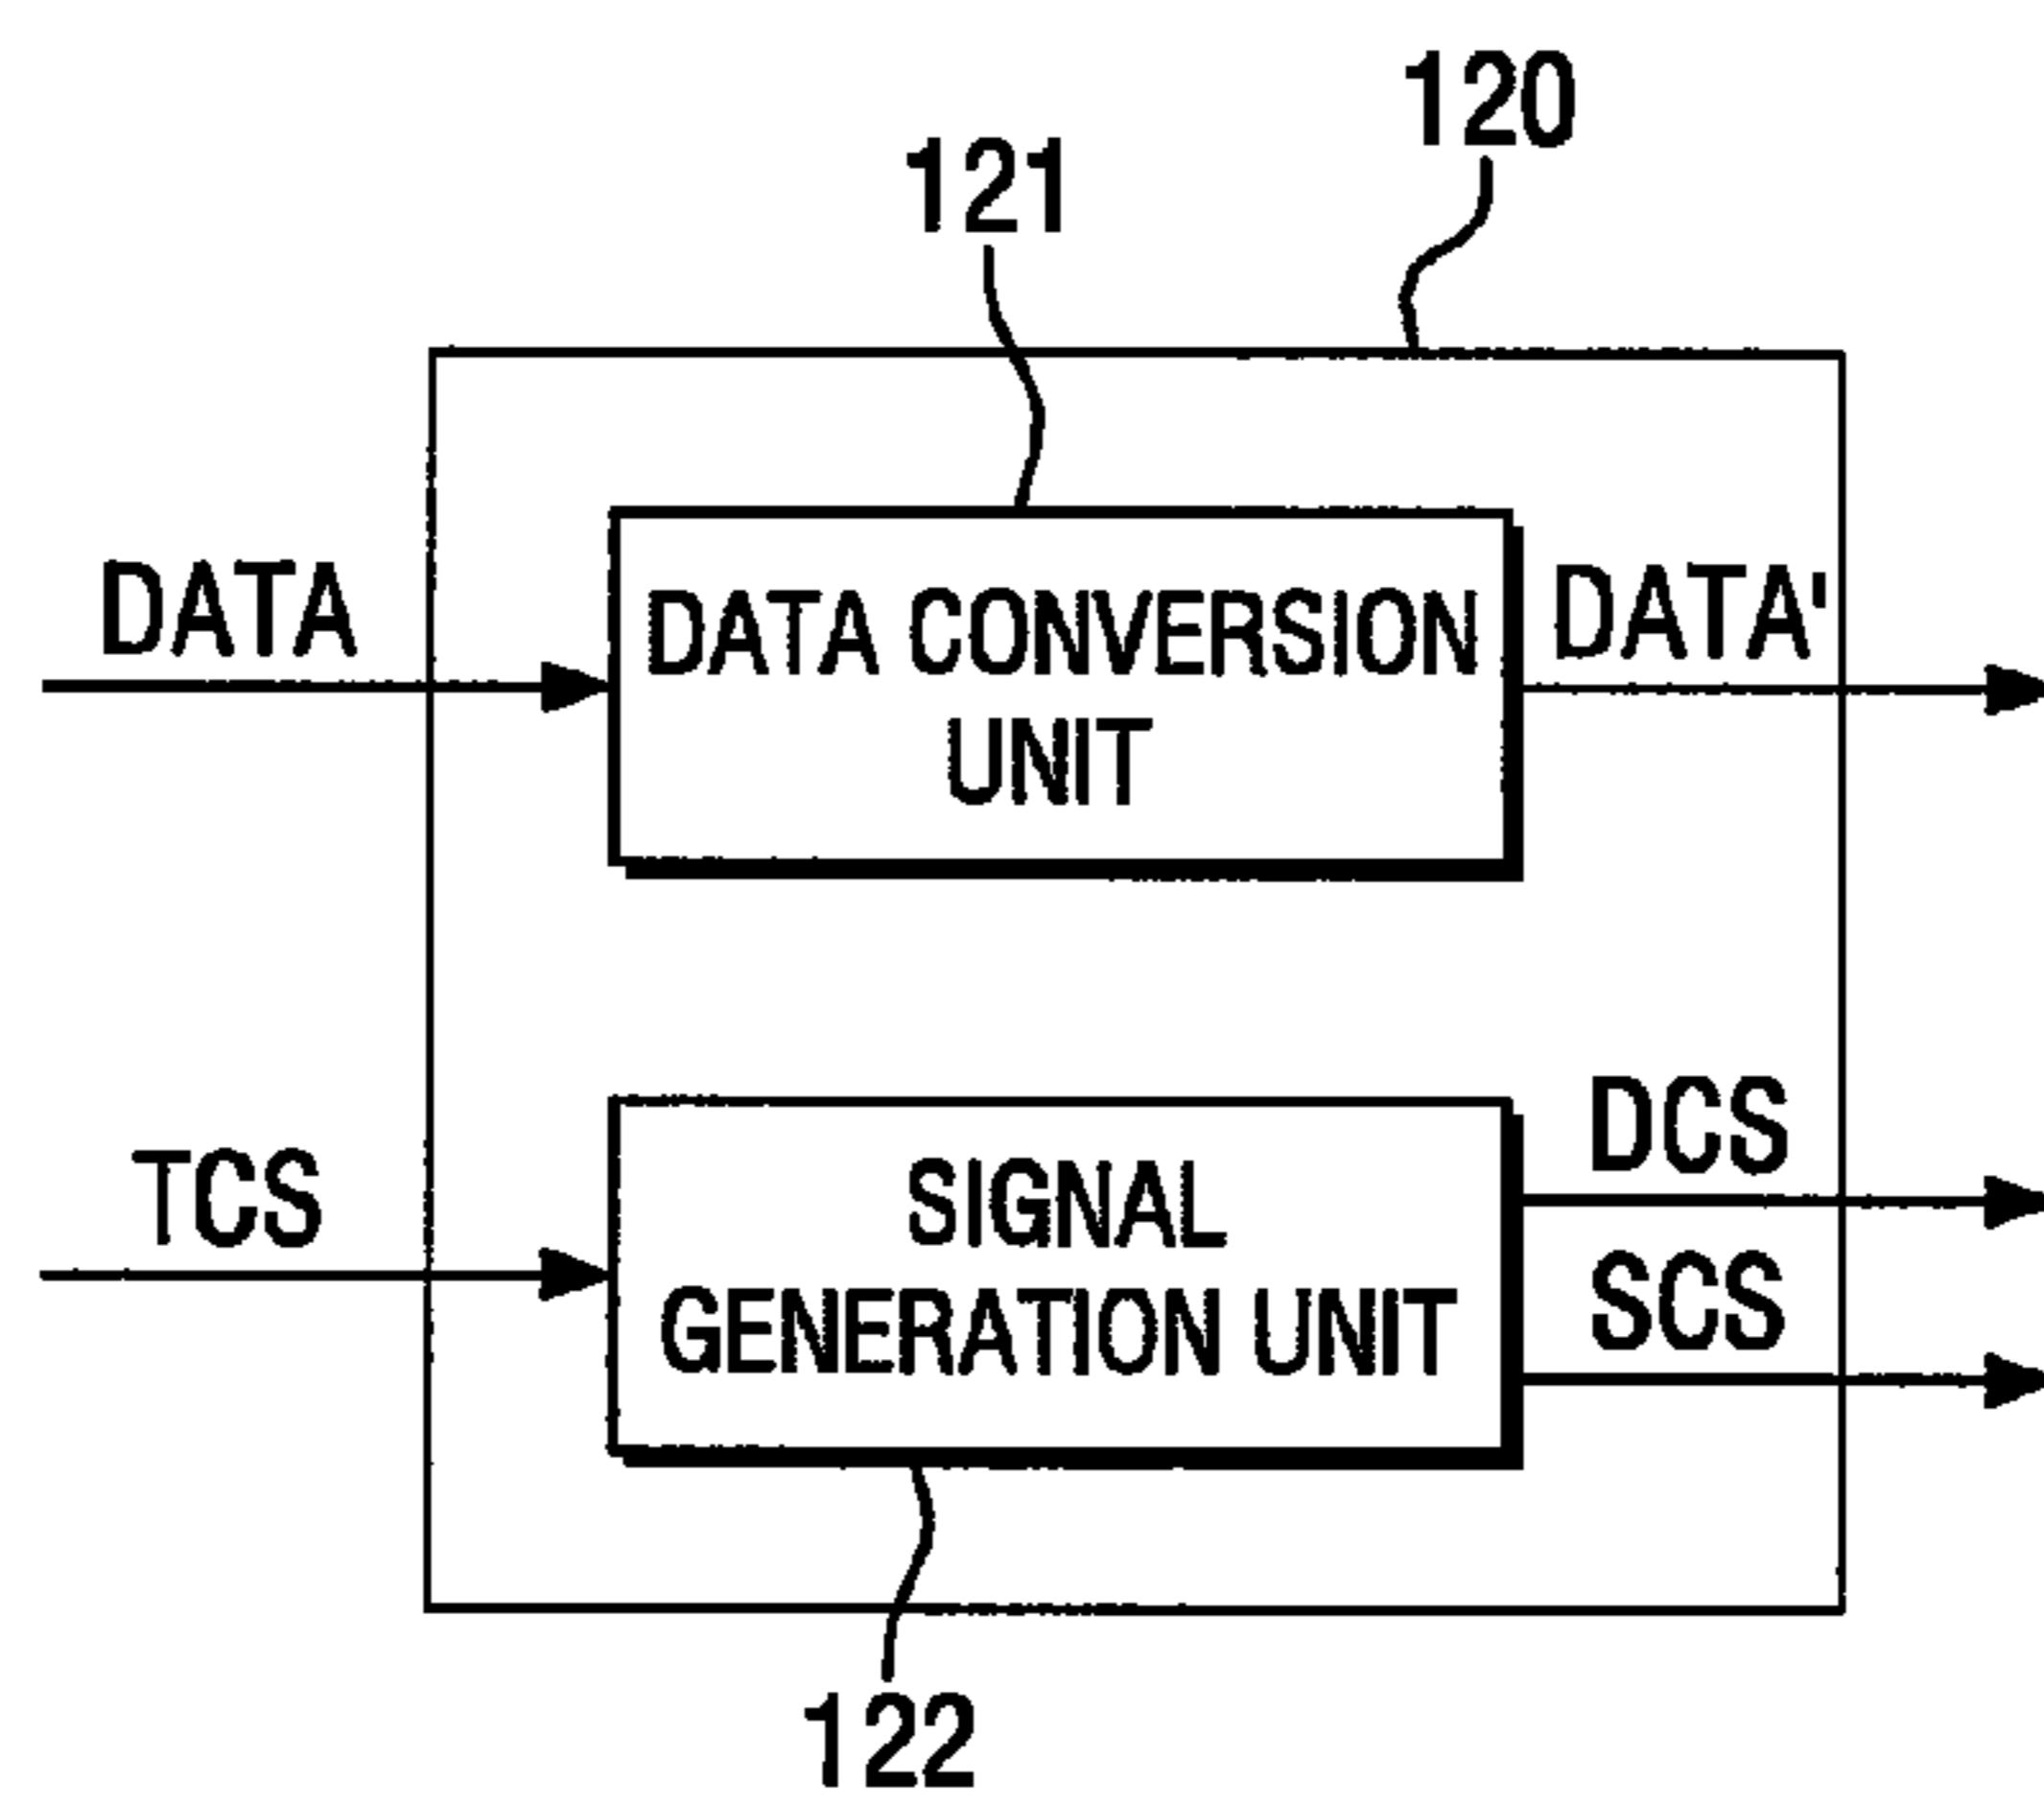 120
121
DATA
DATA CONVERSION
UNIT
DATA'
TCS
SIGNAL
GENERATION UNIT
DCS
SCS
122